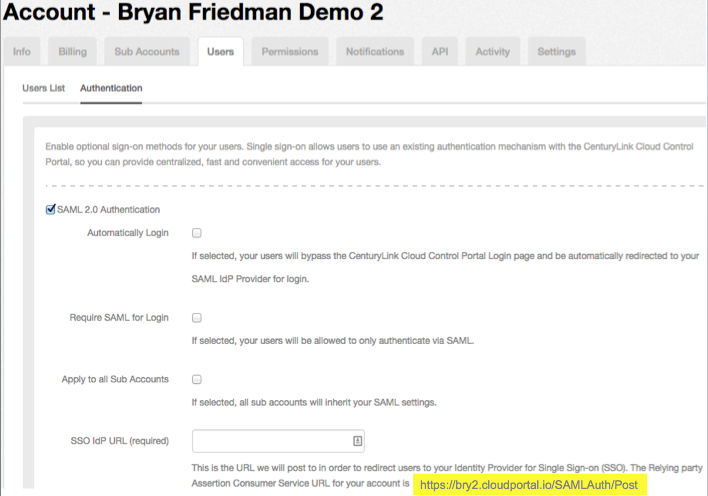 Account - Bryan Friedman Demo 2
Info Billing Sub Accounts Users Permissions Notifications API Activity Settings
Users List Authentication
Enable optional sign-on methods for your users. Single sign-on allows users to use an existing authentication mechanism with the CenturyLink Cloud Control
Portal, so you can provide centralized, fast and convenient access for your users.
SAML 2.0 Authentication
Automatically Login
If selected, your users will bypass the CenturyLink Cloud Control Portal Login page and be automatically redirected to your
SAML IdP Provider for login.
Require SAML for Login
If selected, your users will be allowed to only authenticate via SAML.
Apply to all Sub Accounts
If selected, all sub accounts will inherit your SAML settings.
SSO IdP URL (required)
This is the URL we will post to in order to redirect users to your Identity Provider for Single Sign-on (SSO). The Relying party
Assertion Consumer Service URL for your account is https://bry2.cloudportal.io/SAMLAuth/Post